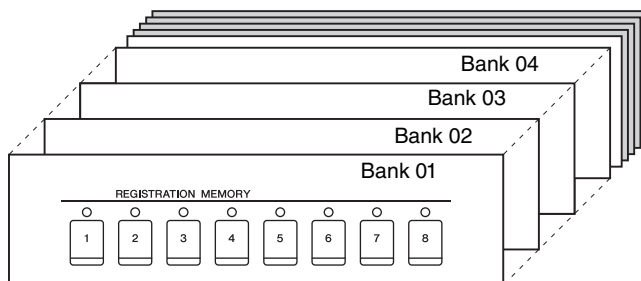 Bank 04
Bank 03
Bank 02
Bank 01
REGISTRATION MEMORY
1 2 3 4 5 6 7 8